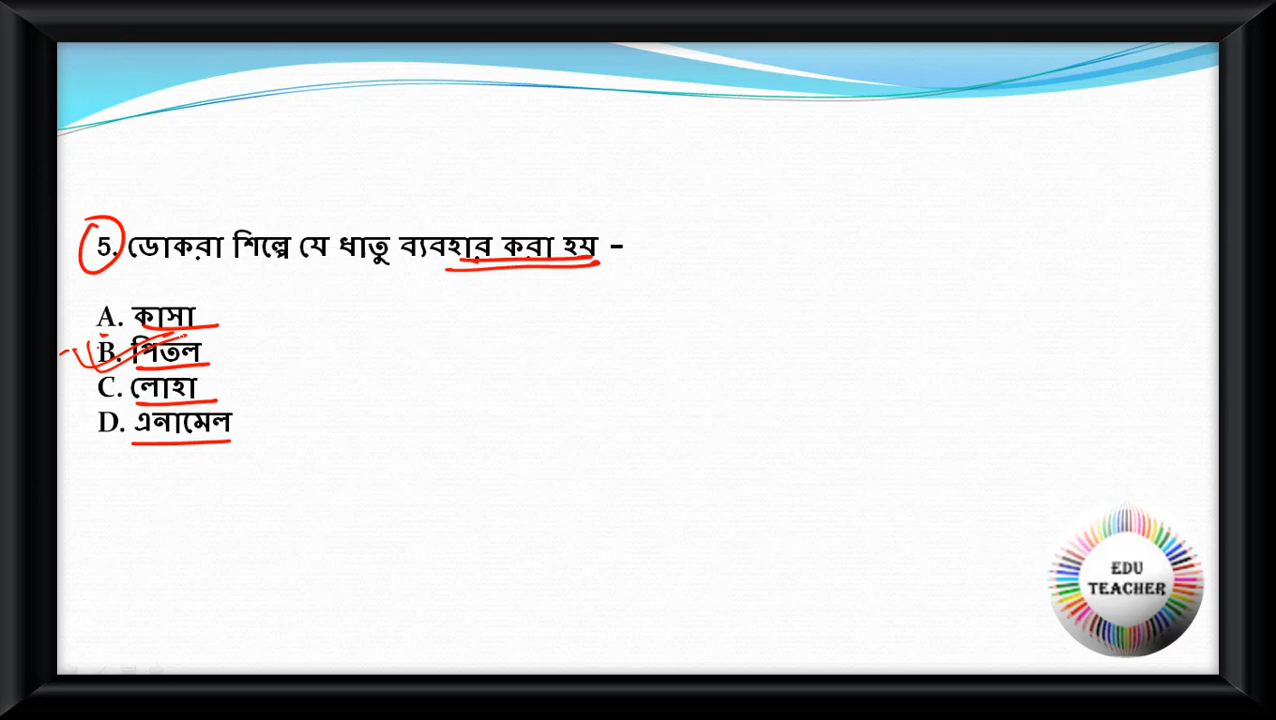 5. ডোকরা শিল্পে যে ধাতু ব্যবহার করা হয –
A. কাসা
B. পিতল
C. লোহা
D. এনামেল
EDU
TEACHER